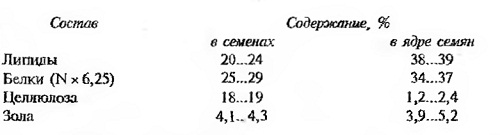 Состав Содержание, %
в семенах в ядре семян
Липиды 20...24 38...39
Белки (N × 6,25) 25...29 34...37
Целлюлоза 18...19 1,2...2,4
Зола 4,1.. 4,3 3,9...5,2